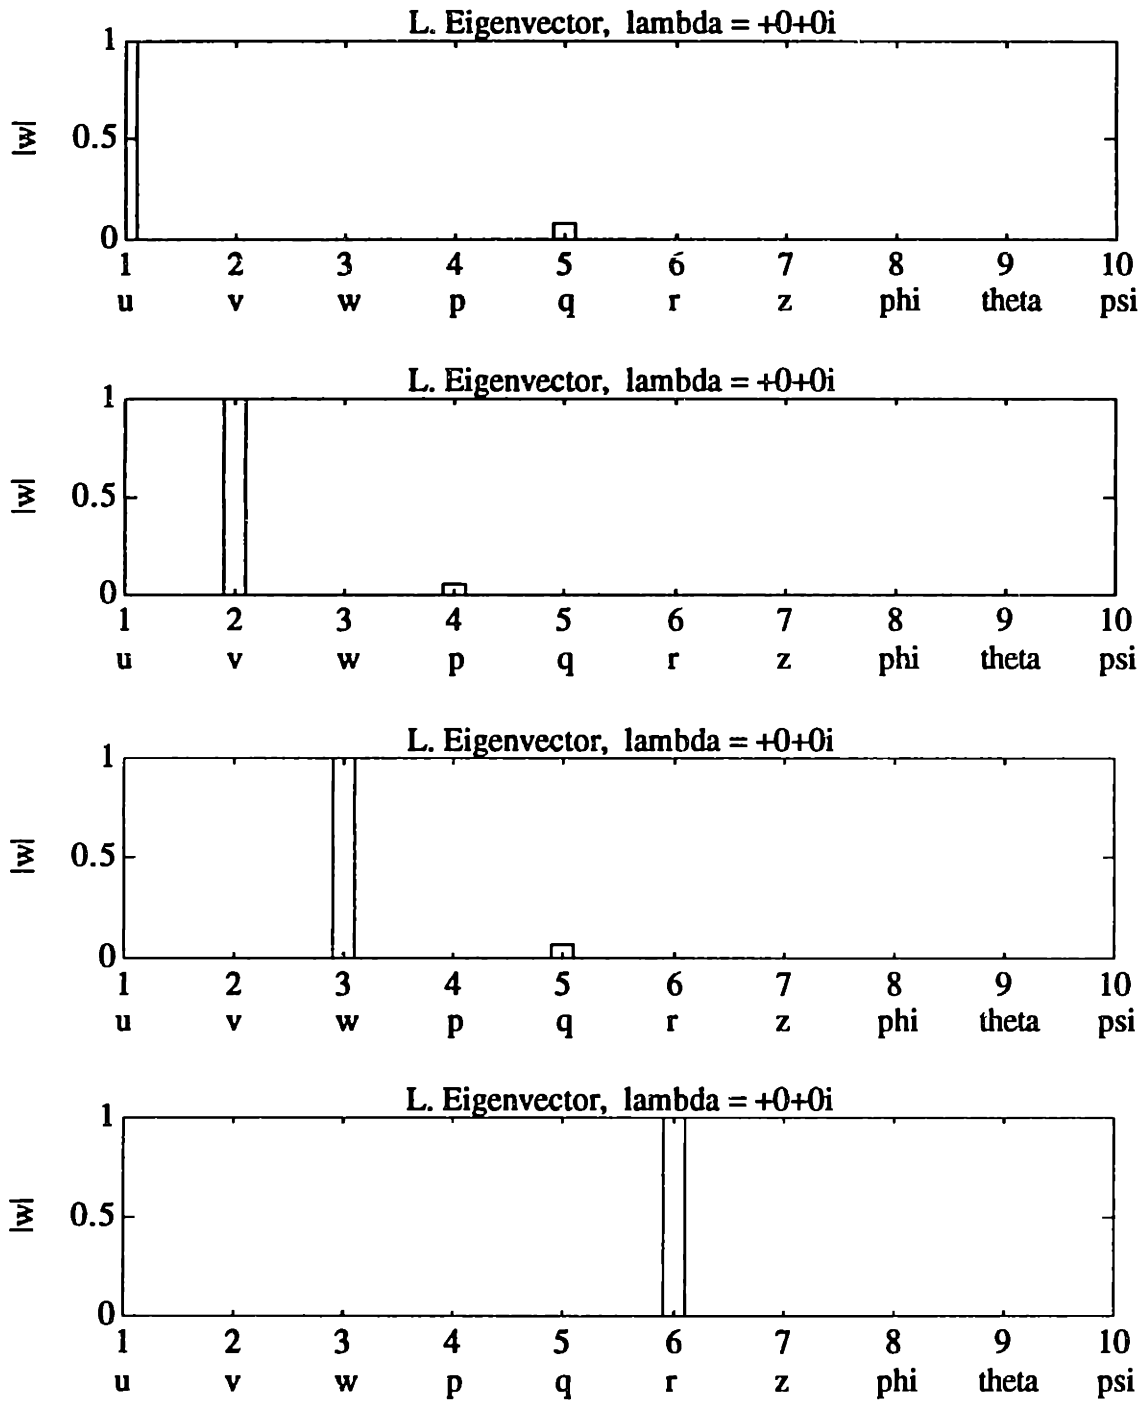 L. Eigenvector, lambda = +0+0i
1
0.5
0
|w|
1 2 3 4 5 6 7 8 9 10
u v w p q r z phi theta psi
L. Eigenvector, lambda = +0+0i
1
0.5
0
|w|
1 2 3 4 5 6 7 8 9 10
u v w p q r z phi theta psi
L. Eigenvector, lambda = +0+0i
1
0.5
0
|w|
1 2 3 4 5 6 7 8 9 10
u v w p q r z phi theta psi
L. Eigenvector, lambda = +0+0i
1
0.5
0
|w|
1 2 3 4 5 6 7 8 9 10
u v w p q r z phi theta psi